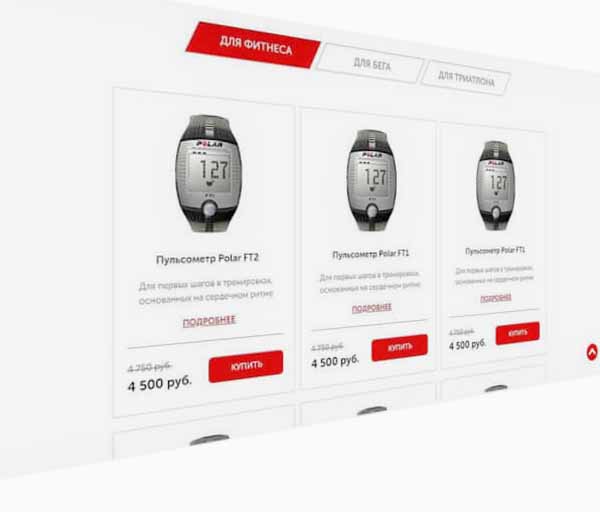 ДЛЯ ФИТНЕСА
ДЛЯ БЕГА
ДЛЯ ТРИАТЛОНА
POLAR
127
FT1
Пульсометр Polar FT2
Для первых шагов в тренировках,
основанных на сердечном ритме
ПОДРОБНЕЕ
4 750 руб.
4 500 руб.
КУПИТЬ
POLAR
127
Пульсометр Polar FT1
Для первых шагов в тренировках,
основанных на сердечном ритме
ПОДРОБНЕЕ
4 750 руб.
4 500 руб.
КУПИТЬ
POLAR
127
Пульсометр Polar FT1
Для первых шагов в тренировках,
основанных на сердечном ритме
ПОДРОБНЕЕ
4 750 руб.
4 500 руб.
КУПИТЬ